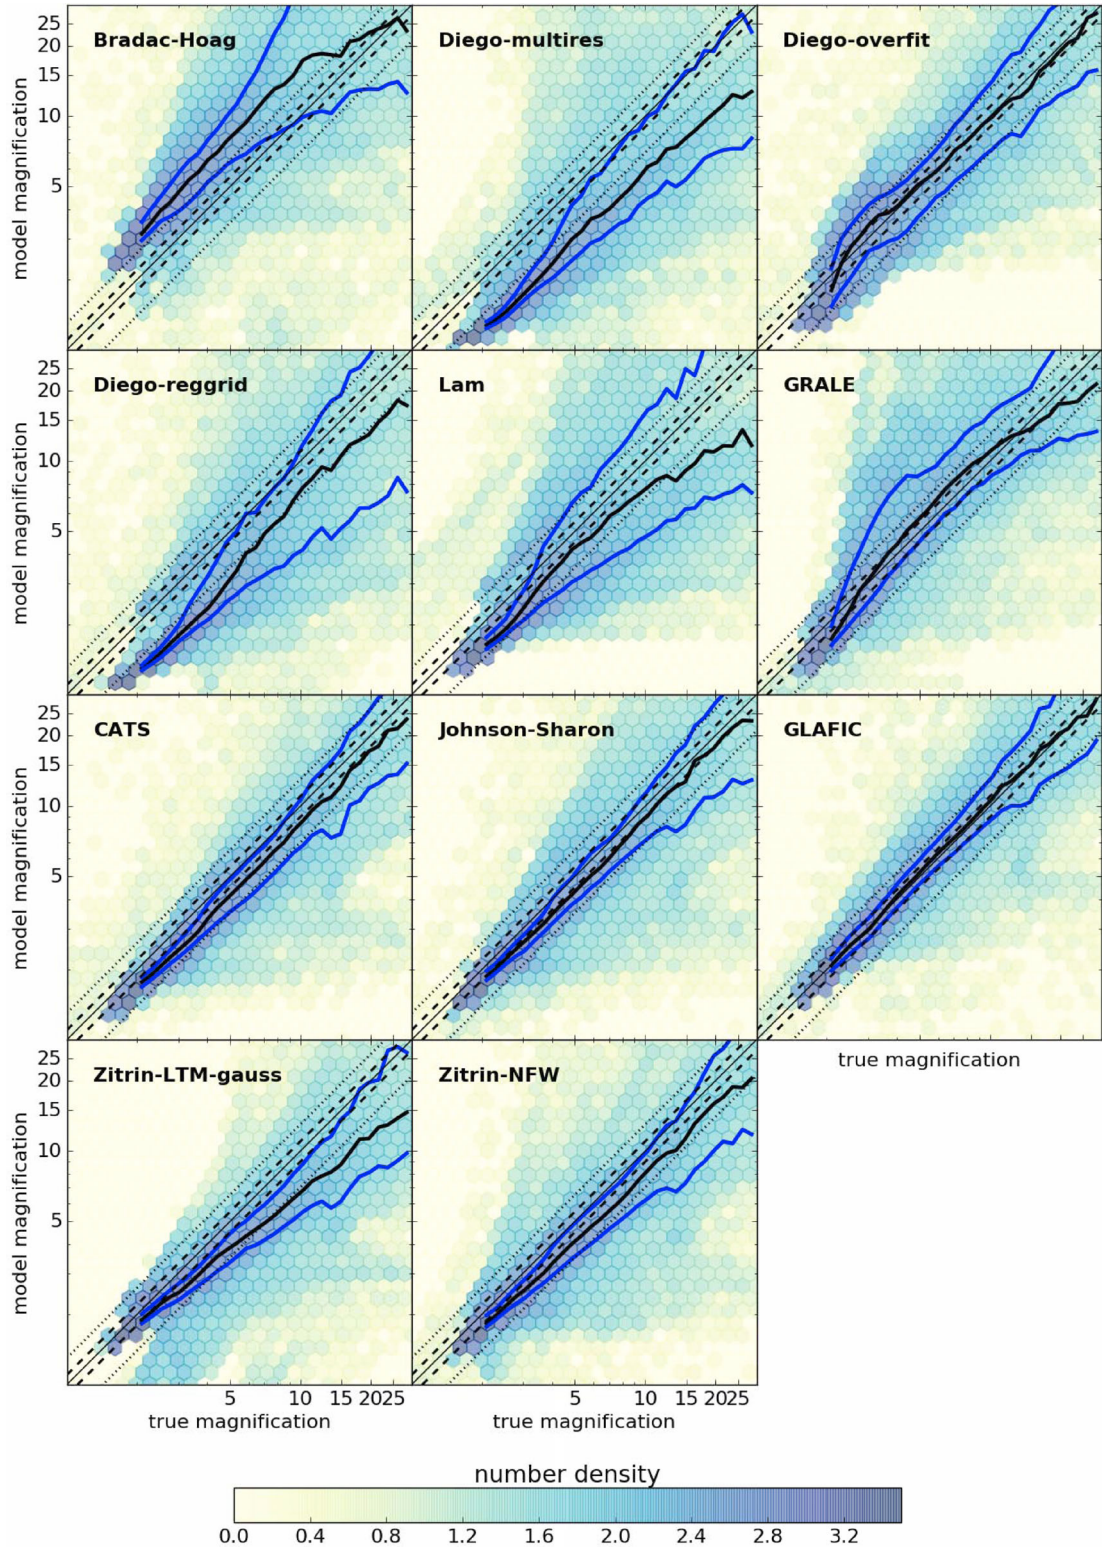 Bradac-Hoag
Diego-multires
Diego-overfit
25
20
15
10
5
model magnification
Diego-reggrid
Lam
GRALE
25
20
15
10
5
model magnification
CATS
Johnson-Sharon
GLAFIC
25
20
15
10
5
model magnification
true magnification
Zitrin-LTM-gauss
Zitrin-NFW
25
20
15
10
5
model magnification
5 10 15 2025
5 10 15 2025
true magnification
true magnification
number density
0.0 0.4 0.8 1.2 1.6 2.0 2.4 2.8 3.2